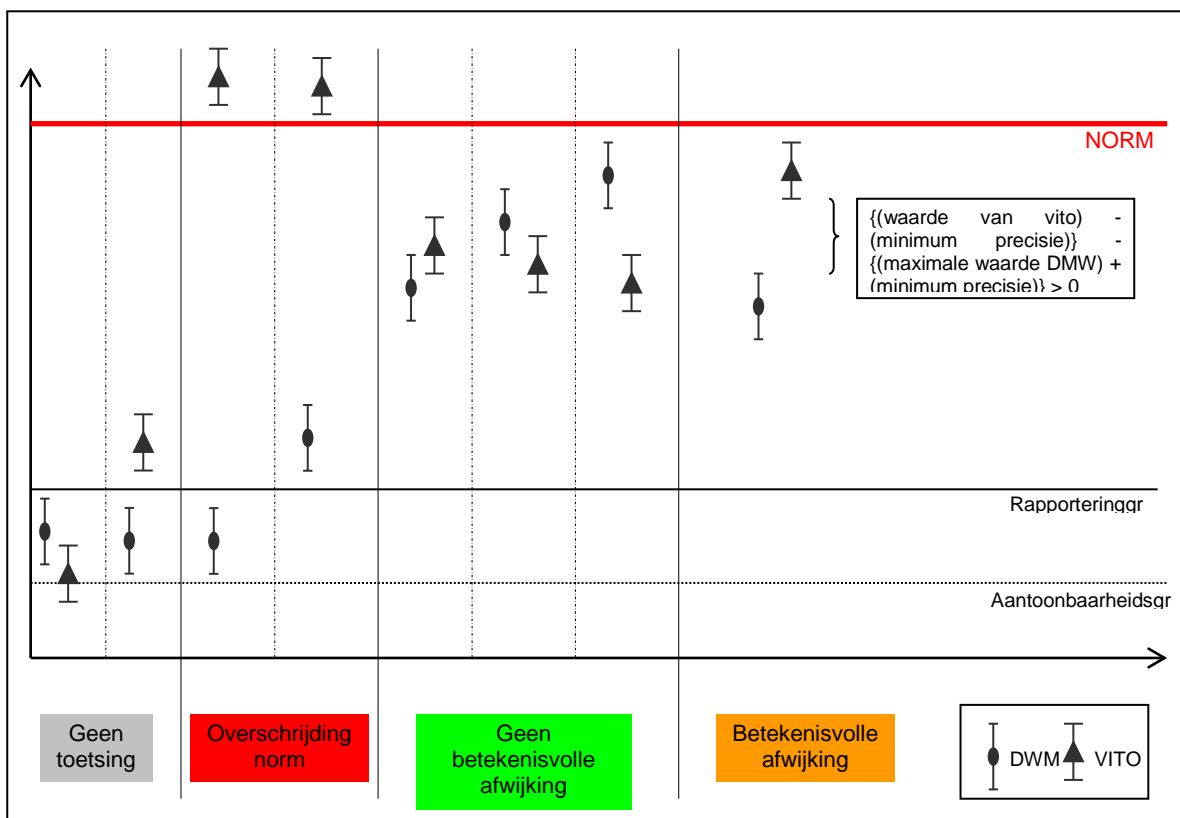 NORM
{(waarde van vito) -
(minimum precisie)} -
{(maximale waarde DMW) +
(minimum precisie)} > 0
Rapporteringgr
Aantoonbaarheidsgr
Geen
toetsing
Overschrijding
norm
Geen
betekenisvolle
afwijking
Betekenisvolle
afwijking
DWM
VITO